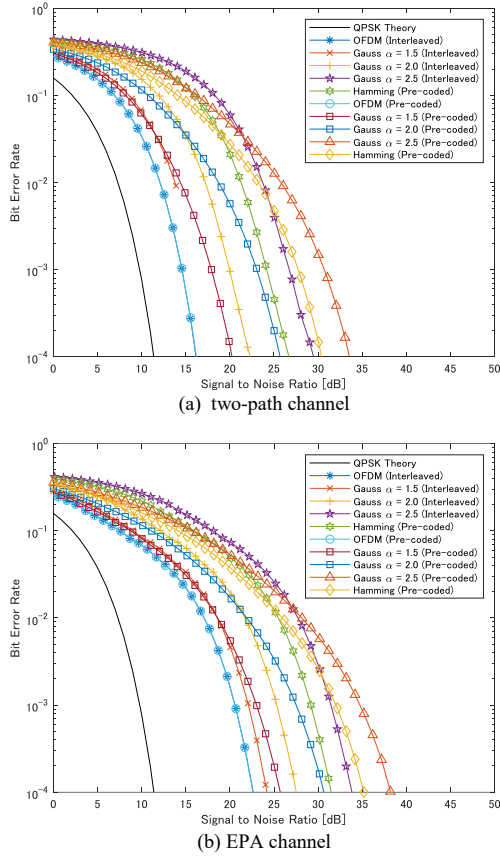 10⁰
10⁻¹
10⁻²
10⁻³
10⁻⁴
Bit Error Rate
QPSK Theory
OFDM (Interleaved)
Gauss α = 1.5 (Interleaved)
Gauss α = 2.0 (Interleaved)
Gauss α = 2.5 (Interleaved)
Hamming (Pre-coded)
OFDM (Pre-coded)
Gauss α = 1.5 (Pre-coded)
Gauss α = 2.0 (Pre-coded)
Gauss α = 2.5 (Pre-coded)
Hamming (Pre-coded)
0 5 10 15 20 25 30 35 40 45 50
Signal to Noise Ratio [dB]
(a) two-path channel
10⁰
10⁻¹
10⁻²
10⁻³
10⁻⁴
Bit Error Rate
QPSK Theory
OFDM (Interleaved)
Gauss α = 1.5 (Interleaved)
Gauss α = 2.0 (Interleaved)
Gauss α = 2.5 (Interleaved)
Hamming (Pre-coded)
OFDM (Pre-coded)
Gauss α = 1.5 (Pre-coded)
Gauss α = 2.0 (Pre-coded)
Gauss α = 2.5 (Pre-coded)
Hamming (Pre-coded)
0 5 10 15 20 25 30 35 40 45 50
Signal to Noise Ratio [dB]
(b) EPA channel